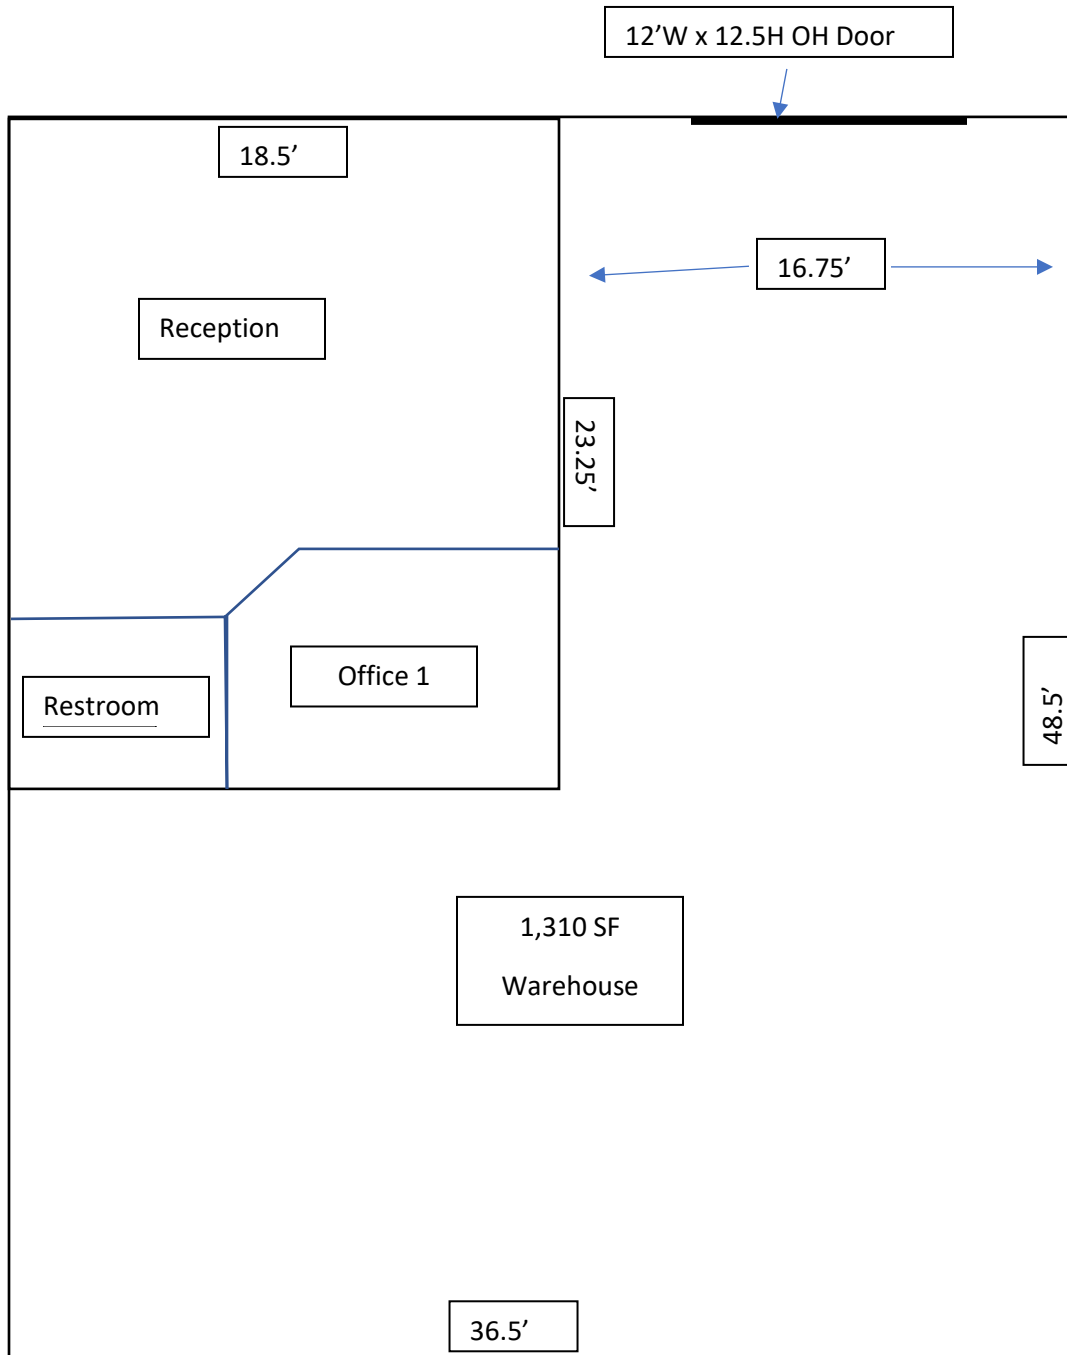 12’W x 12.5H OH Door
18.5’
16.75’
Reception
23.25’
Office 1
Restroom
48.5’
1,310 SF
Warehouse
36.5’